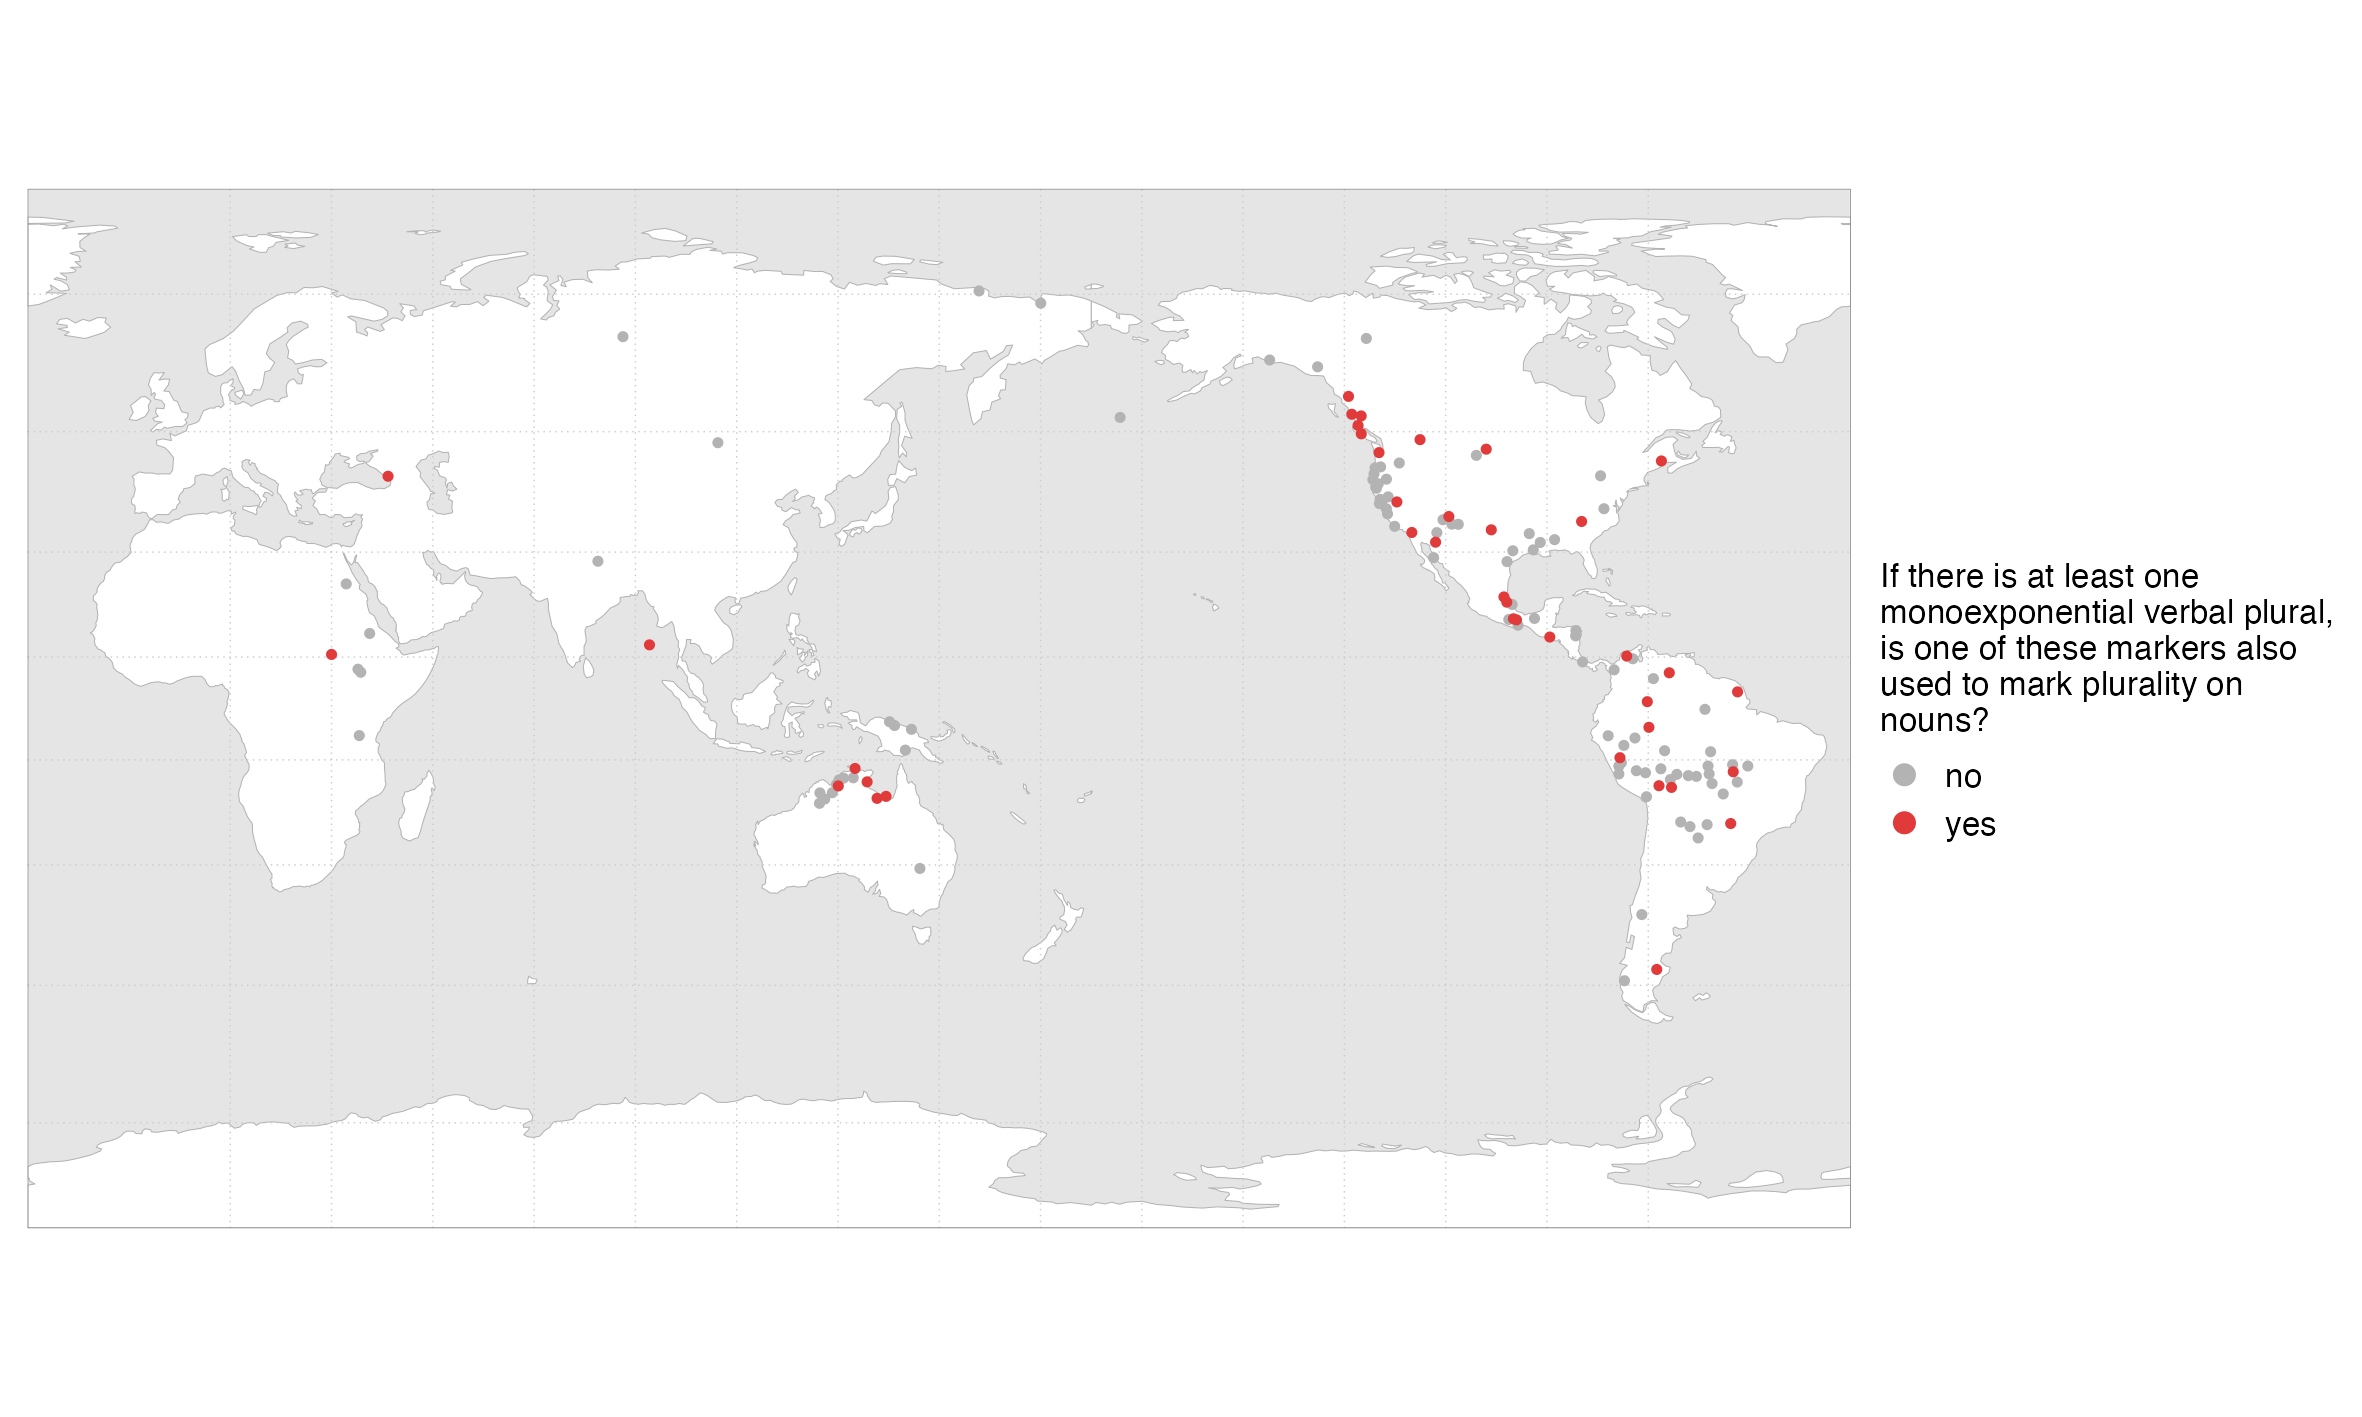 If there is at least one
monoexponential verbal plural,
is one of these markers also
used to mark plurality on
nouns?
no
yes